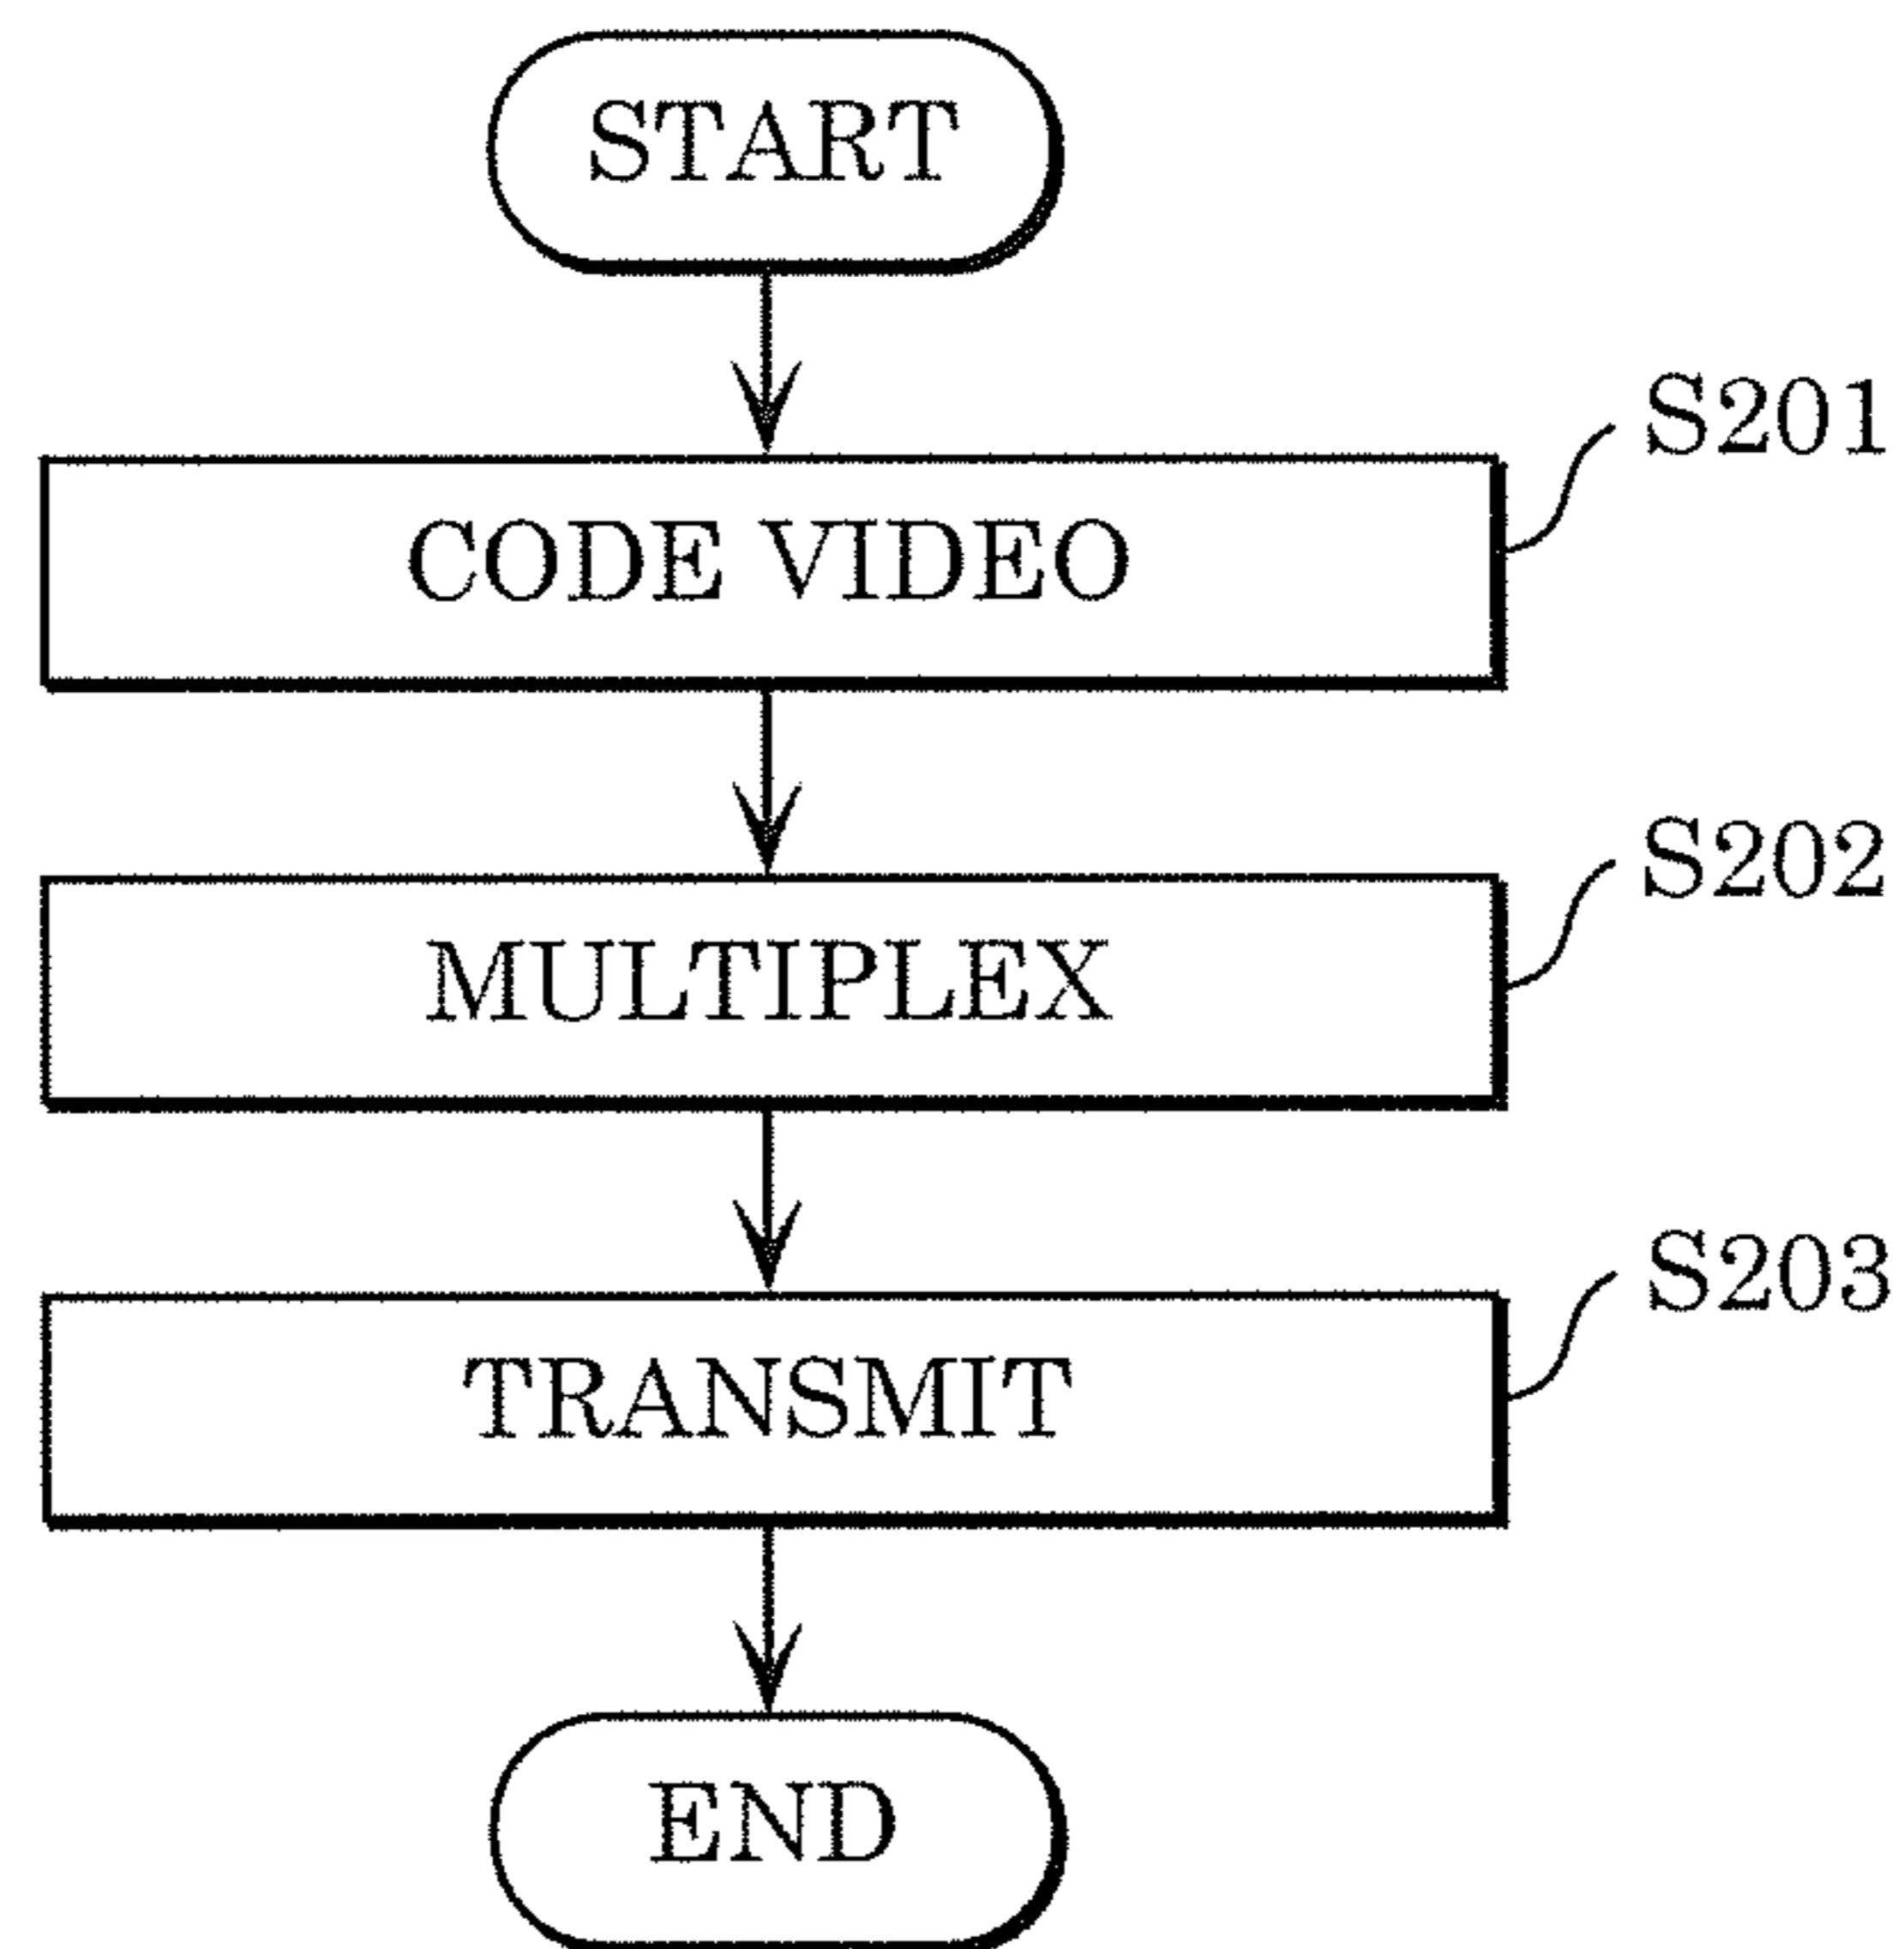 START
S201
CODE VIDEO
S202
MULTIPLEX
S203
TRANSMIT
END